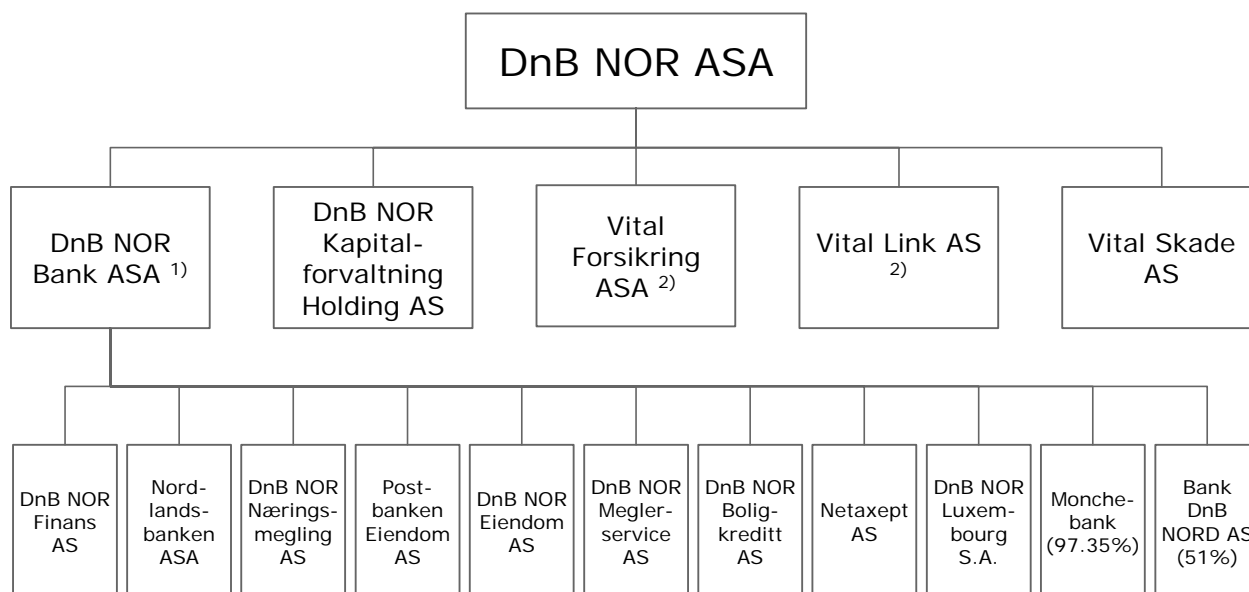 DnB NOR ASA
DnB NOR
Bank ASA 1)
DnB NOR
Kapital-
forvaltning
Holding AS
Vital
Forsikring
ASA 2)
Vital Link AS
2)
Vital Skade
AS
DnB NOR
Finans
AS
Nord-
lands-
banken
ASA
DnB NOR
Nærings-
megling
AS
Post-
banken
Eiendom
AS
DnB NOR
Eiendom
AS
DnB NOR
Megler-
service
AS
DnB NOR
Bolig-
kreditt
AS
Netaxept
AS
DnB NOR
Luxem-
bourg
S.A.
Monche-
bank
(97.35%)
Bank
DnB
NORD AS
(51%)